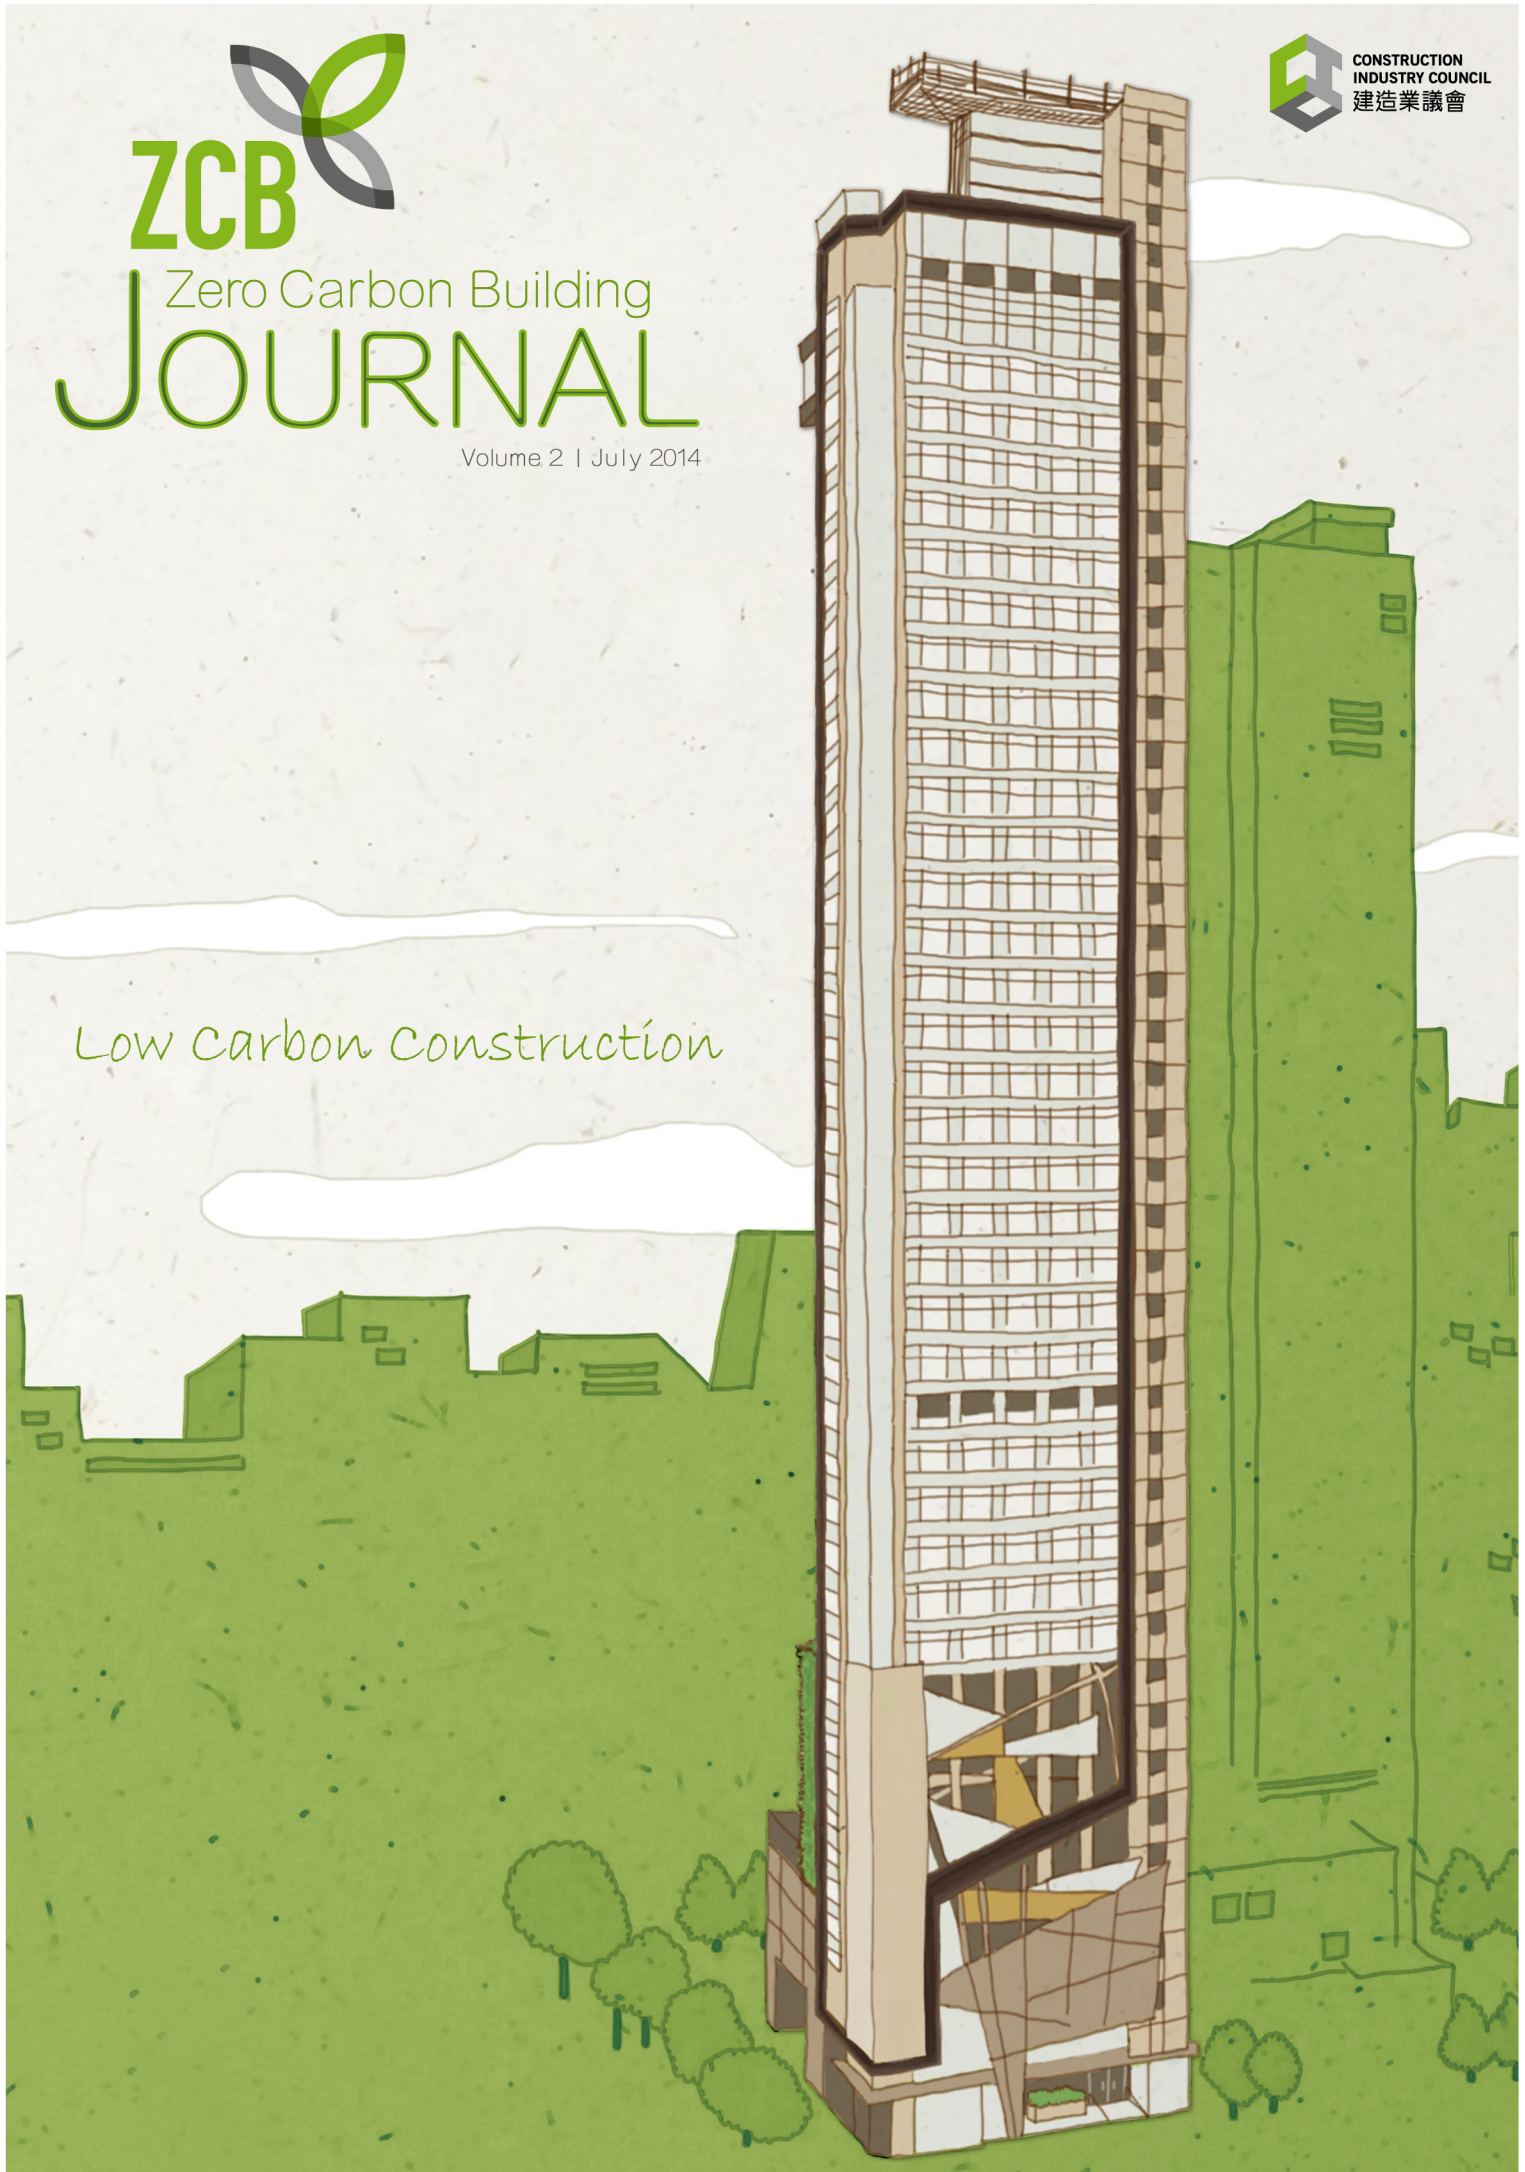 ZCB
Zero Carbon Building
JOURNAL
Volume 2 | July 2014
CONSTRUCTION
INDUSTRY COUNCIL
建造業議會
Low Carbon Construction